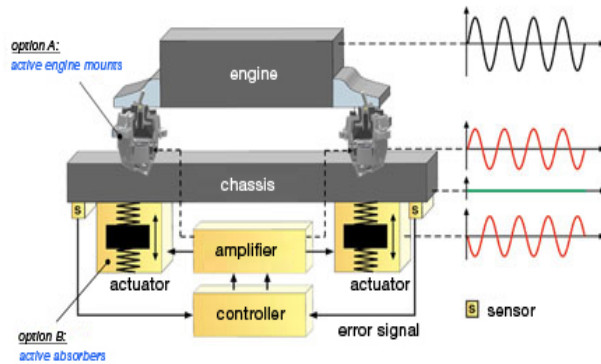 option A:
active engine mounts
engine
chassis
S
S
amplifier
actuator
actuator
controller
error signal
S
sensor
option B:
active absorbers